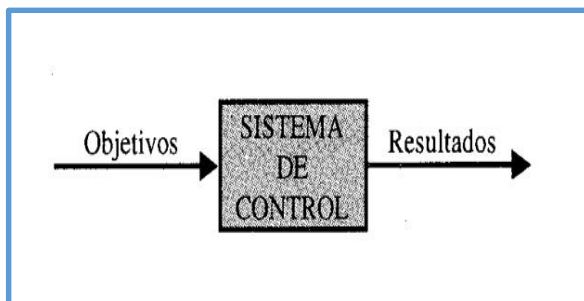 Objetivos
SISTEMA
DE
CONTROL
Resultados